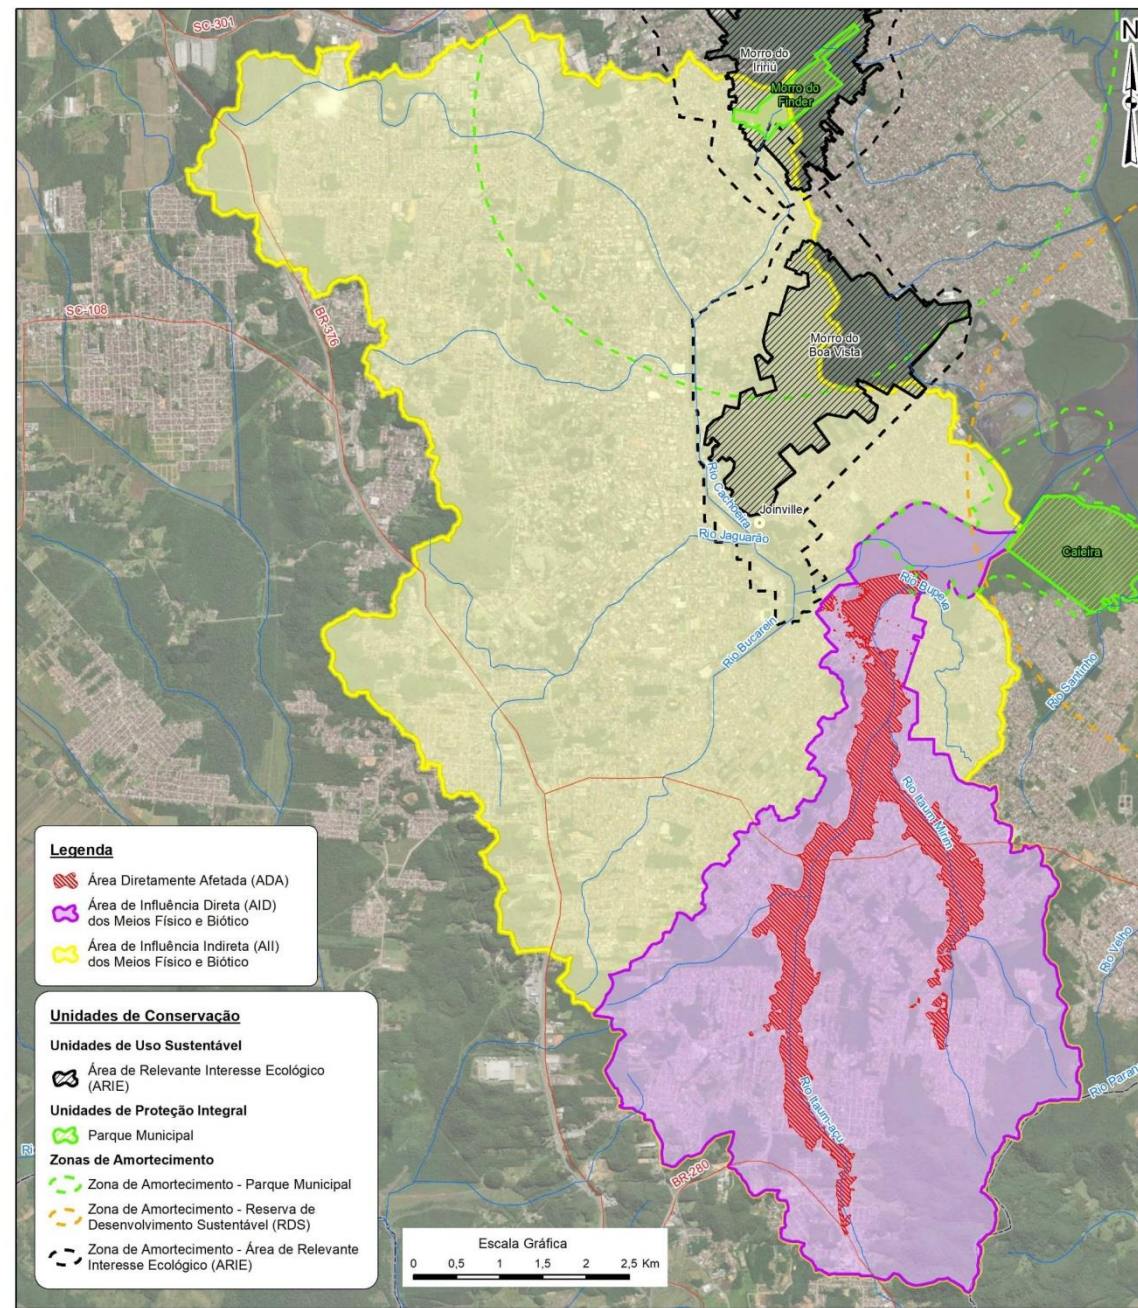 SC-301
N
Morro do
Iririú
Morro do
Finder
SC-108
BR-376
Morro do
Boa Vista
Rio Cachoeira
Joinville
Rio Jaguarão
Caieira
Rio Bupeva
Rio Bucarein
Rio Santinho
Rio Itaum Mirim
Rio Velho
Rio Itaum-açu
BR-280
Legenda
Área Diretamente Afetada (ADA)
Área de Influência Direta (AID)
dos Meios Físico e Biótico
Área de Influência Indireta (AII)
dos Meios Físico e Biótico
Unidades de Conservação
Unidades de Uso Sustentável
Área de Relevante Interesse Ecológico
(ARIE)
Unidades de Proteção Integral
Parque Municipal
Zonas de Amortecimento
Zona de Amortecimento - Parque Municipal
Zona de Amortecimento - Reserva de
Desenvolvimento Sustentável (RDS)
Zona de Amortecimento - Área de Relevante
Interesse Ecológico (ARIE)
Rio Paran
Ri
Escala Gráfica
0 0,5 1 1,5 2 2,5 Km